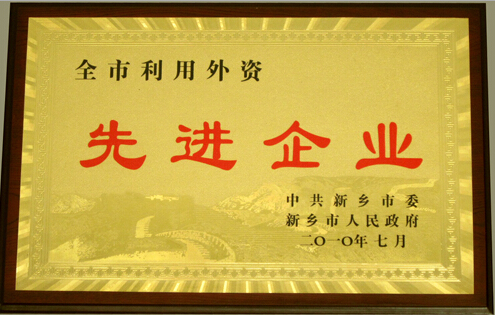 全市利用外资
先进企业
中共新乡市委
新乡市人民政府
二〇一〇年七月